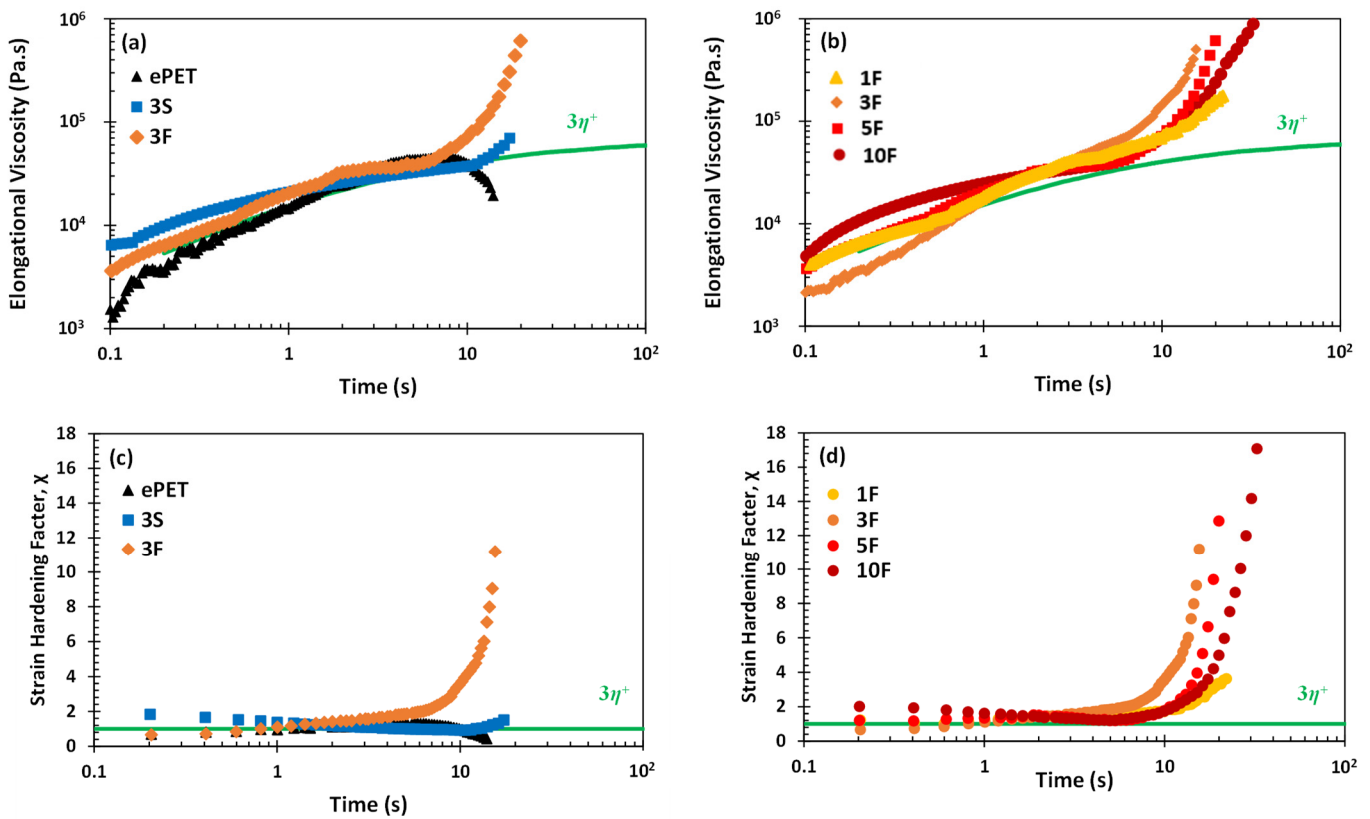 Elongational Viscosity (Pa.s)
10⁶
10⁵
10⁴
10³
(a)
ePET
3S
3F
3η⁺
0.1
1
10
10²
Time (s)
Elongational Viscosity (Pa.s)
10⁶
10⁵
10⁴
10³
(b)
1F
3F
5F
10F
3η⁺
0.1
1
10
10²
Time (s)
Strain Hardening Facter, χ
18
16
14
12
10
8
6
4
2
0
(c)
ePET
3S
3F
3η⁺
0.1
1
10
10²
Time (s)
Strain Hardening Facter, χ
18
16
14
12
10
8
6
4
2
0
(d)
1F
3F
5F
10F
3η⁺
0.1
1
10
10²
Time (s)